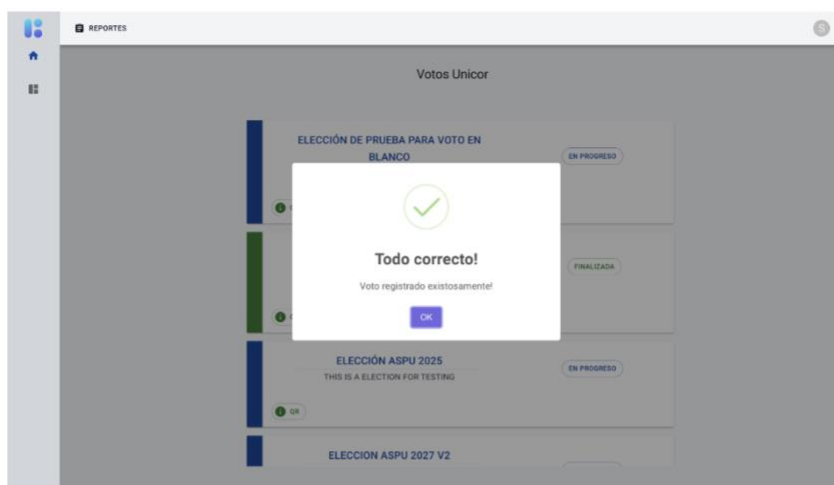 REPORTES
S
Votos Unicor
ELECCIÓN DE PRUEBA PARA VOTO EN
BLANCO
EN PROGRESO
Todo correcto!
FINALIZADA
Voto registrado existosamente!
OK
ELECCIÓN ASPU 2025
THIS IS A ELECTION FOR TESTING
EN PROGRESO
QR
ELECCION ASPU 2027 V2